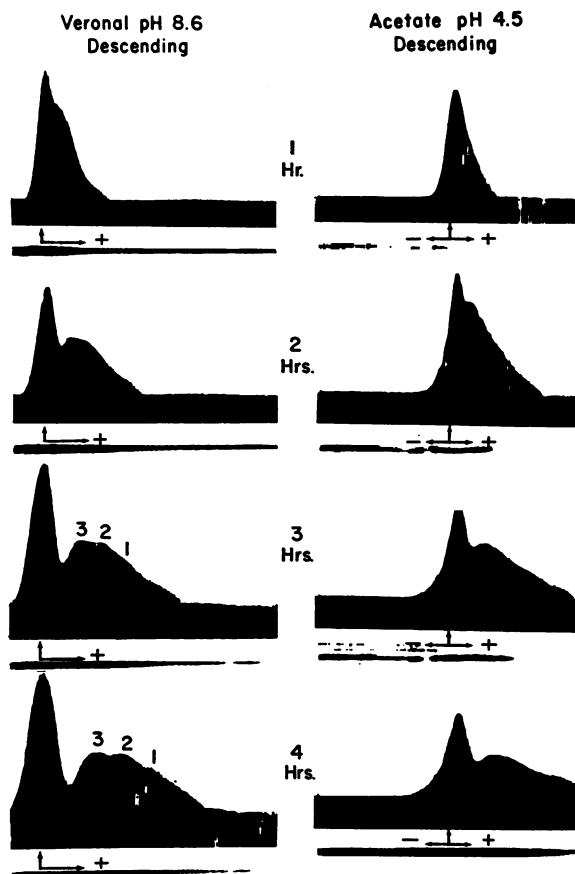 Veronal pH 8.6
Descending
Acetate pH 4.5
Descending
1
Hr.
+
− +
2
Hrs.
+
− +
3 2 1
3
Hrs.
+
− +
3 2 1
4
Hrs.
+
− +